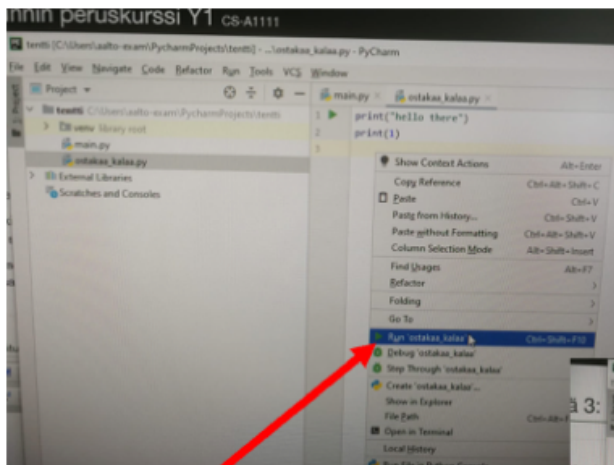 nnin peruskurssi Y1 CS-A1111
tentti [C:\Users\aalto-exam\PycharmProjects\tentti] - ...\ostakaa_kalaa.py - PyCharm
File Edit View Navigate Code Refactor Run Tools VCS Window
Project
main.py
ostakaa_kalaa.py
tentti C:\Users\aalto-exam\PycharmProjects\tentti
venv library root
main.py
ostakaa_kalaa.py
External Libraries
Scratches and Consoles
Project
1 print("hello there")
2 print(1)
3
Show Context Actions Alt+Enter
Copy Reference Ctrl+Alt+Shift+C
Paste Ctrl+V
Paste from History... Ctrl+Shift+V
Paste without Formatting Ctrl+Alt+Shift+V
Column Selection Mode Alt+Shift+Insert
Find Usages Alt+F7
Refactor
Folding
Go To
Run 'ostakaa_kalaa' Ctrl+Shift+F10
Debug 'ostakaa_kalaa'
Step Through 'ostakaa_kalaa'
Create 'ostakaa_kalaa'...
Show in Explorer
File Path
Open in Terminal
Local History
ä 3: